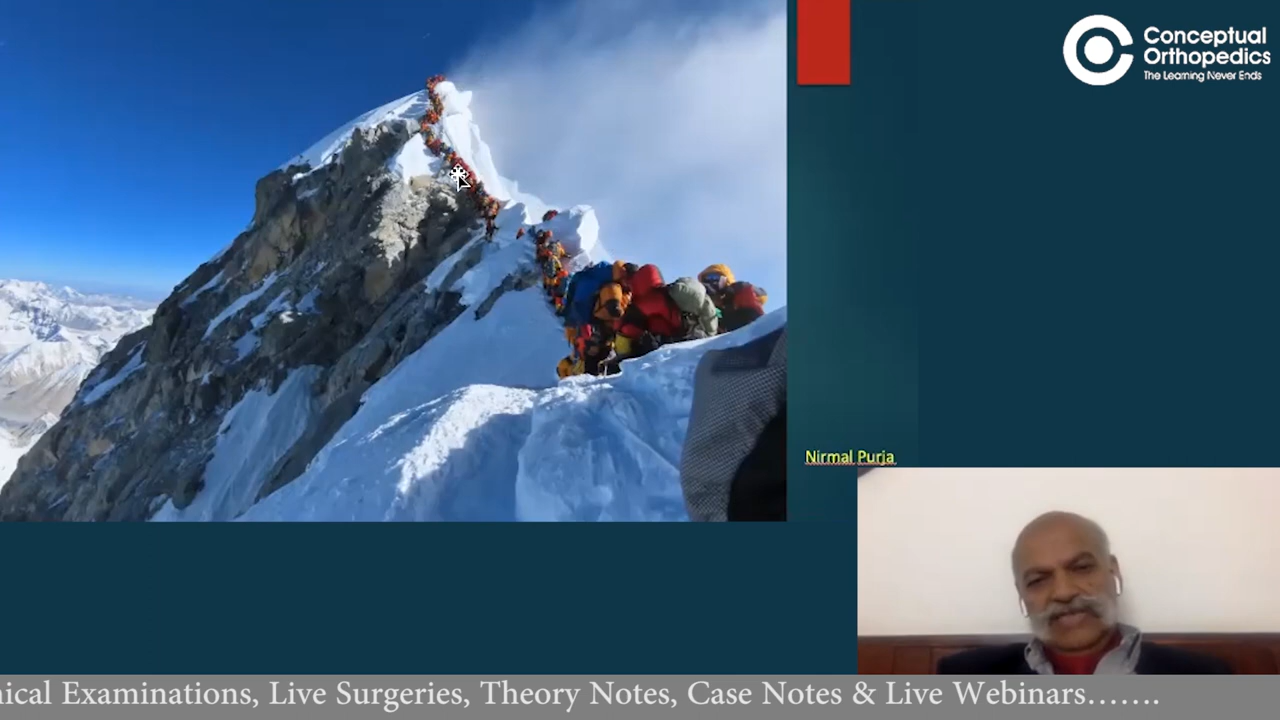 Conceptual
Orthopedics
The Learning Never Ends
Nirmal Purja
ical Examinations, Live Surgeries, Theory Notes, Case Notes & Live Webinars.......